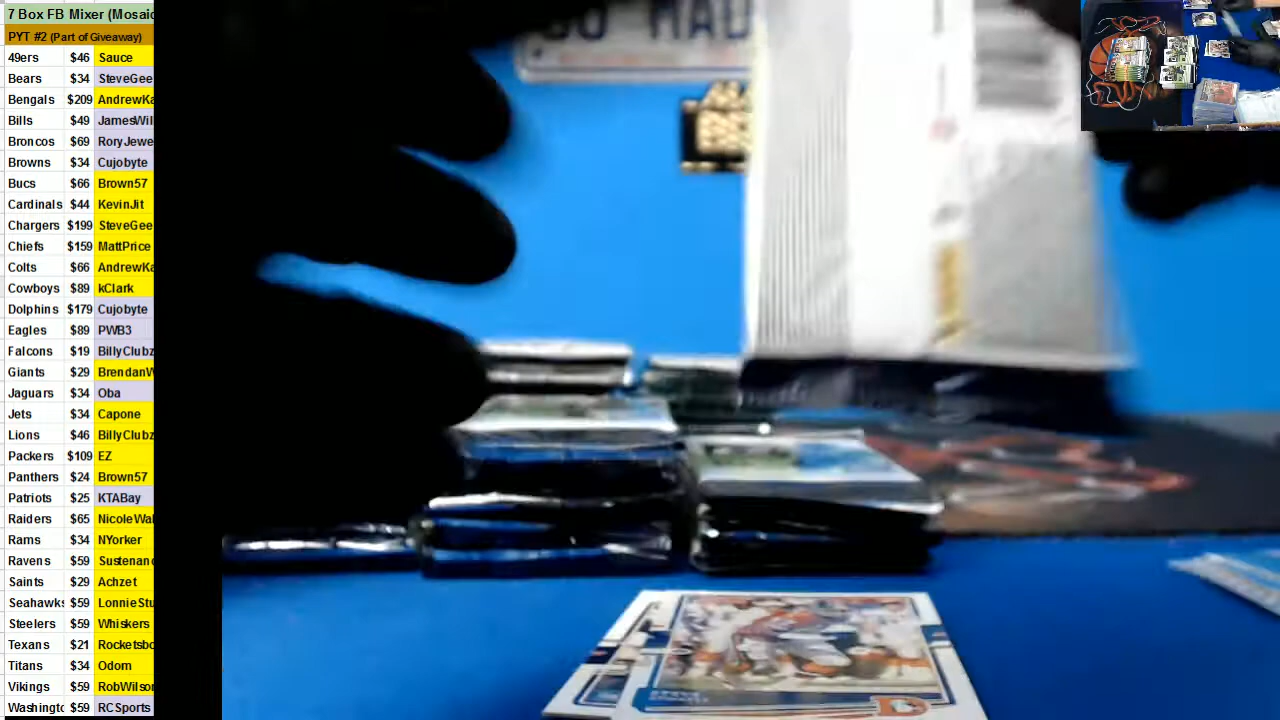 7 Box FB Mixer (Mosaic
PYT #2 (Part of Giveaway)
49ers $46 Sauce
Bears $34 SteveGee
Bengals $209 AndrewKa
Bills $49 JamesWil
Broncos $69 RoryJewe
Browns $34 Cujobyte
Bucs $66 Brown57
Cardinals $44 KevinJit
Chargers $199 SteveGee
Chiefs $159 MattPrice
Colts $66 AndrewKa
Cowboys $89 kClark
Dolphins $179 Cujobyte
Eagles $89 PWB3
Falcons $19 BillyClubz
Giants $29 BrendanW
Jaguars $34 Oba
Jets $34 Capone
Lions $46 BillyClubz
Packers $109 EZ
Panthers $24 Brown57
Patriots $25 KTABay
Raiders $65 NicoleWal
Rams $34 NYorker
Ravens $59 Sustenanc
Saints $29 Achzet
Seahawks $59 LonnieStu
Steelers $59 Whiskers
Texans $21 Rocketsbo
Titans $34 Odom
Vikings $59 RobWilson
Washingto $59 RCSports
MAD